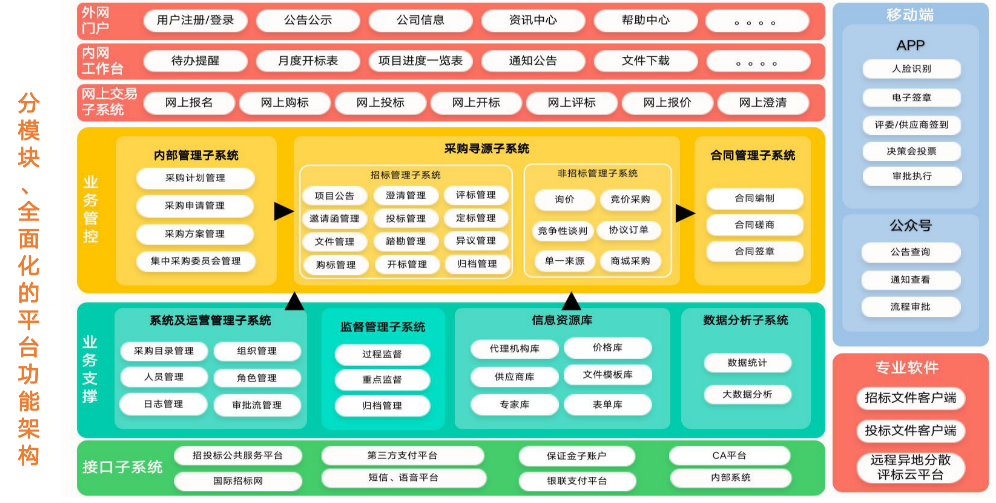 分模块、全面化的平台功能架构
外网
门户
用户注册/登录
公告公示
公司信息
资讯中心
帮助中心
。。。。
内网
工作台
待办提醒
月度开标表
项目进度一览表
通知公告
文件下载
。。。。
网上交易
子系统
网上报名
网上购标
网上投标
网上开标
网上评标
网上报价
网上澄清
业务管控
内部管理子系统
采购计划管理
采购申请管理
采购方案管理
集中采购委员会管理
采购寻源子系统
招标管理子系统
项目公告
澄清管理
评标管理
邀请函管理
投标管理
定标管理
文件管理
踏勘管理
异议管理
购标管理
开标管理
归档管理
非招标管理子系统
询价
竞价采购
竞争性谈判
协议订单
单一来源
商城采购
合同管理子系统
合同编制
合同磋商
合同签章
业务支撑
系统及运营管理子系统
采购目录管理
组织管理
人员管理
角色管理
日志管理
审批流管理
监督管理子系统
过程监督
重点监督
归档管理
信息资源库
代理机构库
价格库
供应商库
文件模板库
专家库
表单库
数据分析子系统
数据统计
大数据分析
接口子系统
招投标公共服务平台
第三方支付平台
保证金子账户
CA平台
国际招标网
短信、语音平台
银联支付平台
内部系统
移动端
APP
人脸识别
电子签章
评委/供应商签到
决策会投票
审批执行
公众号
公告查询
通知查看
流程审批
专业软件
招标文件客户端
投标文件客户端
远程异地分散
评标云平台